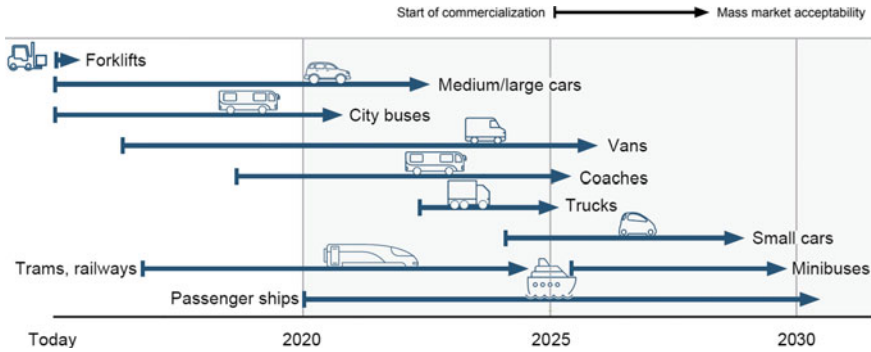 Start of commercialization
Mass market acceptability
Forklifts
Medium/large cars
City buses
Vans
Coaches
Trucks
Small cars
Trams, railways
Minibuses
Passenger ships
Today 2020 2025 2030